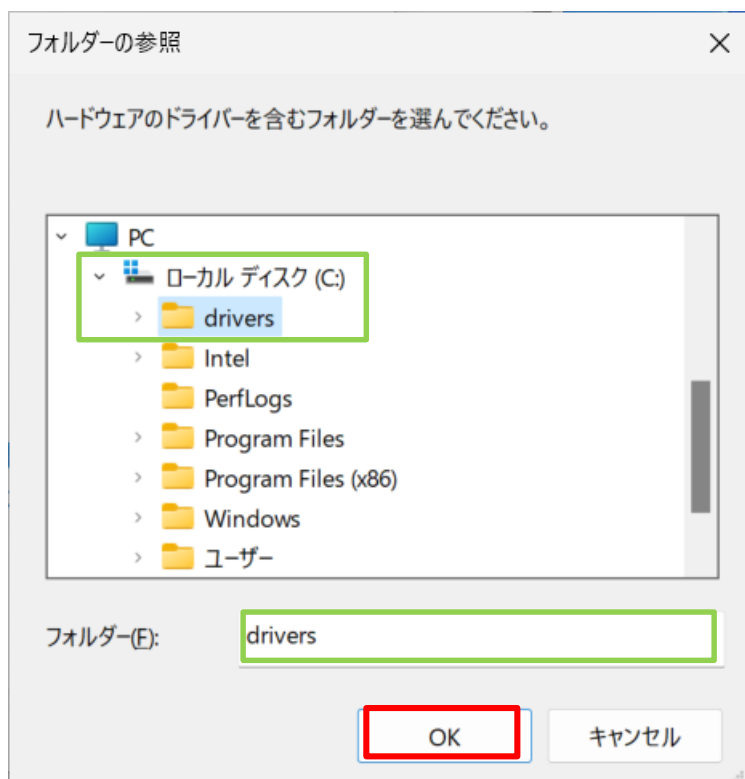 フォルダーの参照
ハードウェアのドライバーを含むフォルダーを選んでください。
PC
ローカル ディスク (C:)
drivers
Intel
PerfLogs
Program Files
Program Files (x86)
Windows
ユーザー
フォルダー(F): drivers
OK キャンセル